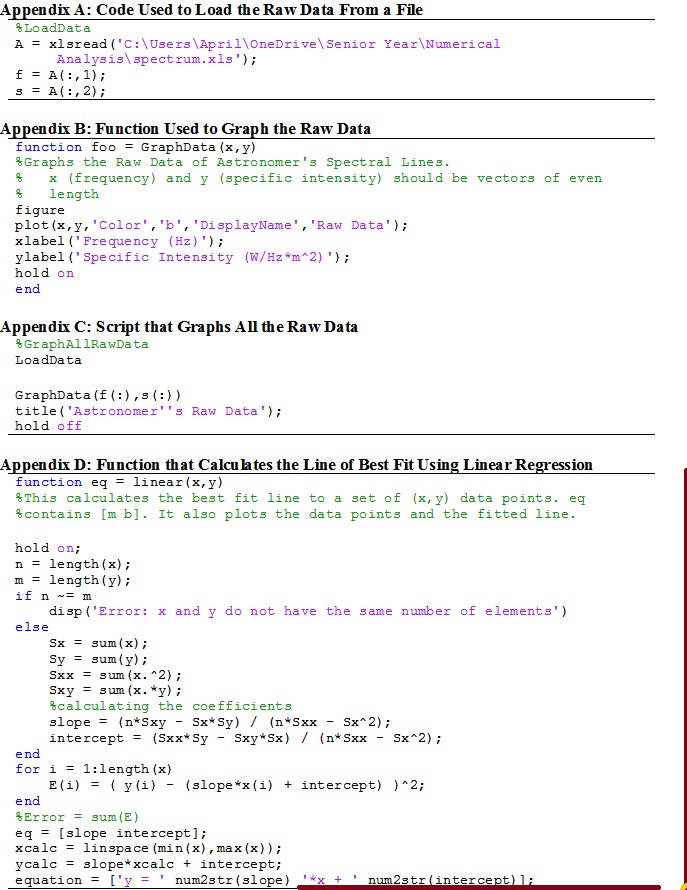 Appendix A: Code Used to Load the Raw Data From a File
%LoadData
A = xlsread('C:\Users\April\OneDrive\Senior Year\Numerical
Analysis\spectrum.xls');
f = A(:,1);
s = A(:,2);
Appendix B: Function Used to Graph the Raw Data
function foo = GraphData(x,y)
%Graphs the Raw Data of Astronomer's Spectral Lines.
%   x (frequency) and y (specific intensity) should be vectors of even
%   length
figure
plot(x,y,'Color','b','DisplayName','Raw Data');
xlabel('Frequency (Hz)');
ylabel('Specific Intensity (W/Hz*m^2)');
hold on
end
Appendix C: Script that Graphs All the Raw Data
%GraphAllRawData
LoadData
GraphData(f(:),s(:))
title('Astronomer''s Raw Data');
hold off
Appendix D: Function that Calculates the Line of Best Fit Using Linear Regression
function eq = linear(x,y)
%This calculates the best fit line to a set of (x,y) data points. eq
%contains [m b]. It also plots the data points and the fitted line.
hold on;
n = length(x);
m = length(y);
if n ~= m
    disp('Error: x and y do not have the same number of elements')
else
    Sx = sum(x);
    Sy = sum(y);
    Sxx = sum(x.^2);
    Sxy = sum(x.*y);
    %calculating the coefficients
    slope = (n*Sxy - Sx*Sy) / (n*Sxx - Sx^2);
    intercept = (Sxx*Sy - Sxy*Sx) / (n*Sxx - Sx^2);
end
for i = 1:length(x)
    E(i) = ( y(i) - (slope*x(i) + intercept) )^2;
end
%Error = sum(E)
eq = [slope intercept];
xcalc = linspace(min(x),max(x));
ycalc = slope*xcalc + intercept;
equation = ['y = ' num2str(slope) '*x + ' num2str(intercept)];